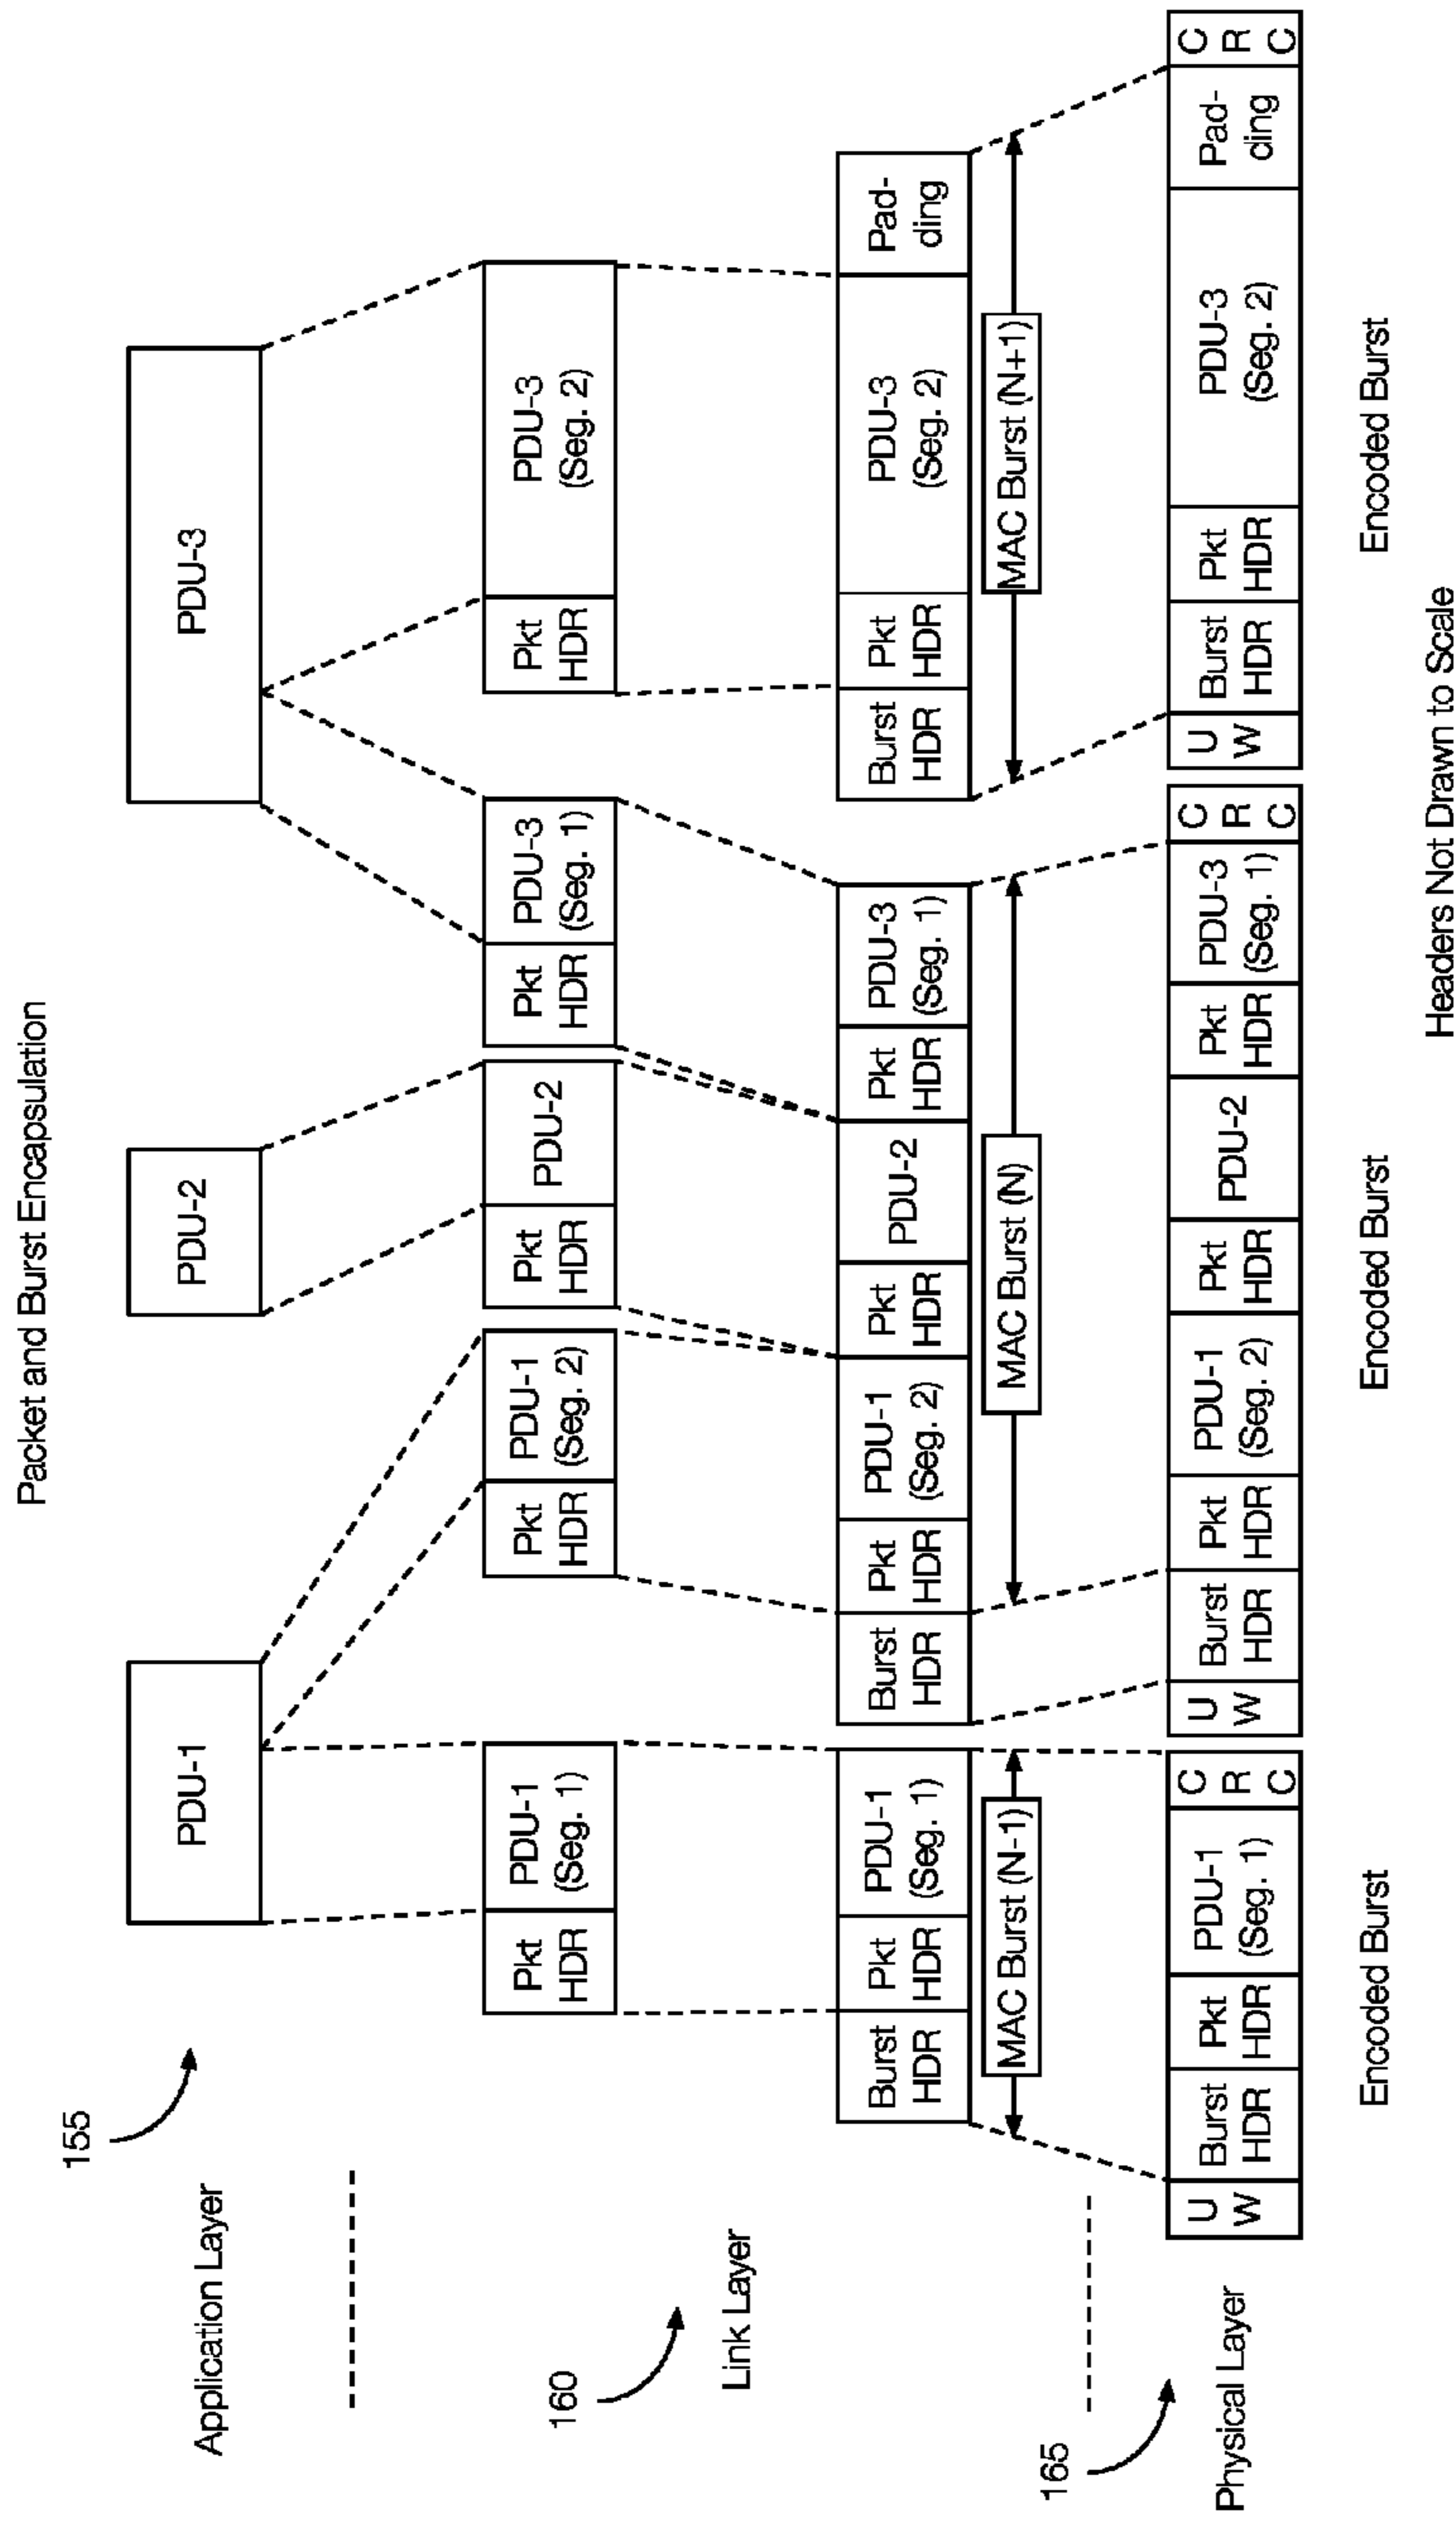 Packet and Burst Encapsulation
155
Application Layer
PDU-1
PDU-2
PDU-3
160
Link Layer
Pkt
HDR
PDU-1
(Seg. 1)
Pkt
HDR
PDU-1
(Seg. 2)
Pkt
HDR
PDU-2
Pkt
HDR
PDU-3
(Seg. 1)
Pkt
HDR
PDU-3
(Seg. 2)
Burst
HDR
Pkt
HDR
PDU-1
(Seg. 1)
Burst
HDR
Pkt
HDR
PDU-1
(Seg. 2)
Pkt
HDR
PDU-2
Pkt
HDR
PDU-3
(Seg. 1)
Burst
HDR
Pkt
HDR
PDU-3
(Seg. 2)
Pad-
ding
MAC Burst (N-1)
MAC Burst (N)
MAC Burst (N+1)
165
Physical Layer
U
W
Burst
HDR
Pkt
HDR
PDU-1
(Seg. 1)
C
R
C
U
W
Burst
HDR
Pkt
HDR
PDU-1
(Seg. 2)
Pkt
HDR
PDU-2
Pkt
HDR
PDU-3
(Seg. 1)
C
R
C
U
W
Burst
HDR
Pkt
HDR
PDU-3
(Seg. 2)
Pad-
ding
C
R
C
Encoded Burst
Encoded Burst
Encoded Burst
Headers Not Drawn to Scale